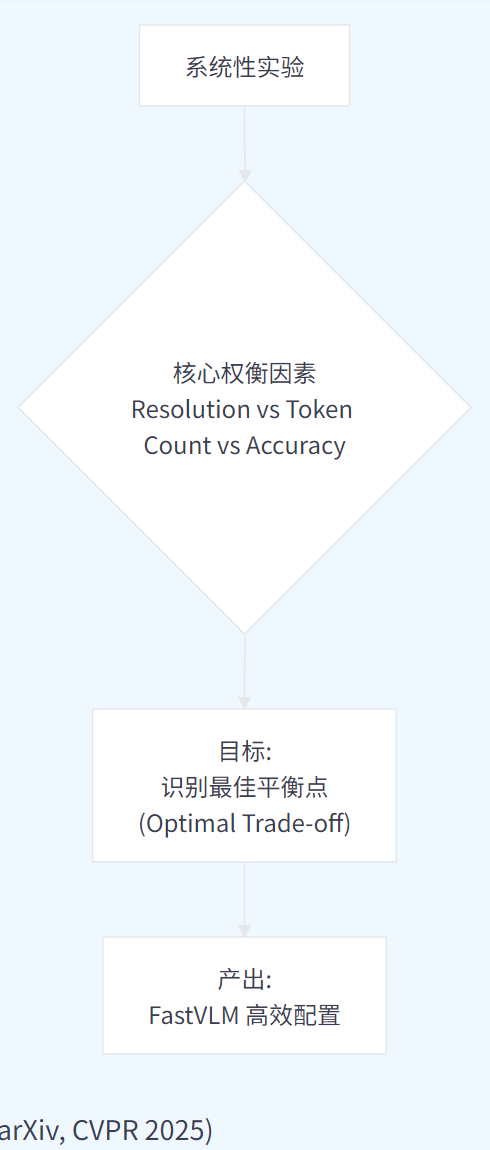 系统性实验
核心权衡因素
Resolution vs Token
Count vs Accuracy
目标:
识别最佳平衡点
(Optimal Trade-off)
产出:
FastVLM 高效配置
arXiv, CVPR 2025)